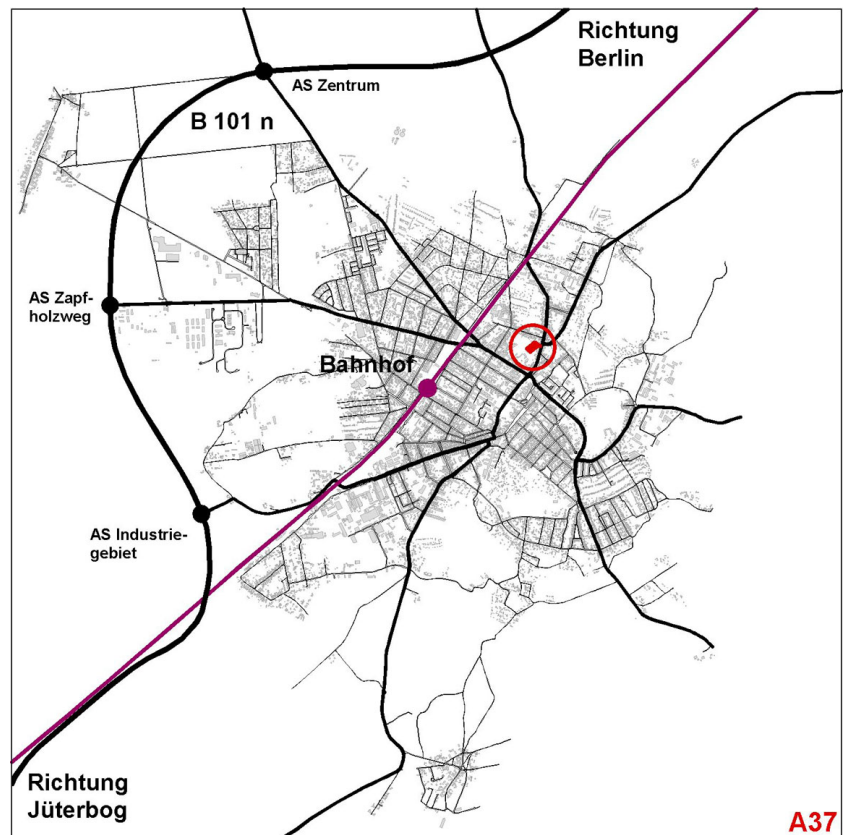 Richtung
Berlin
AS Zentrum
B 101 n
AS Zapf-
holzweg
Bahnhof
AS Industrie-
gebiet
Richtung
Jüterbog
A37